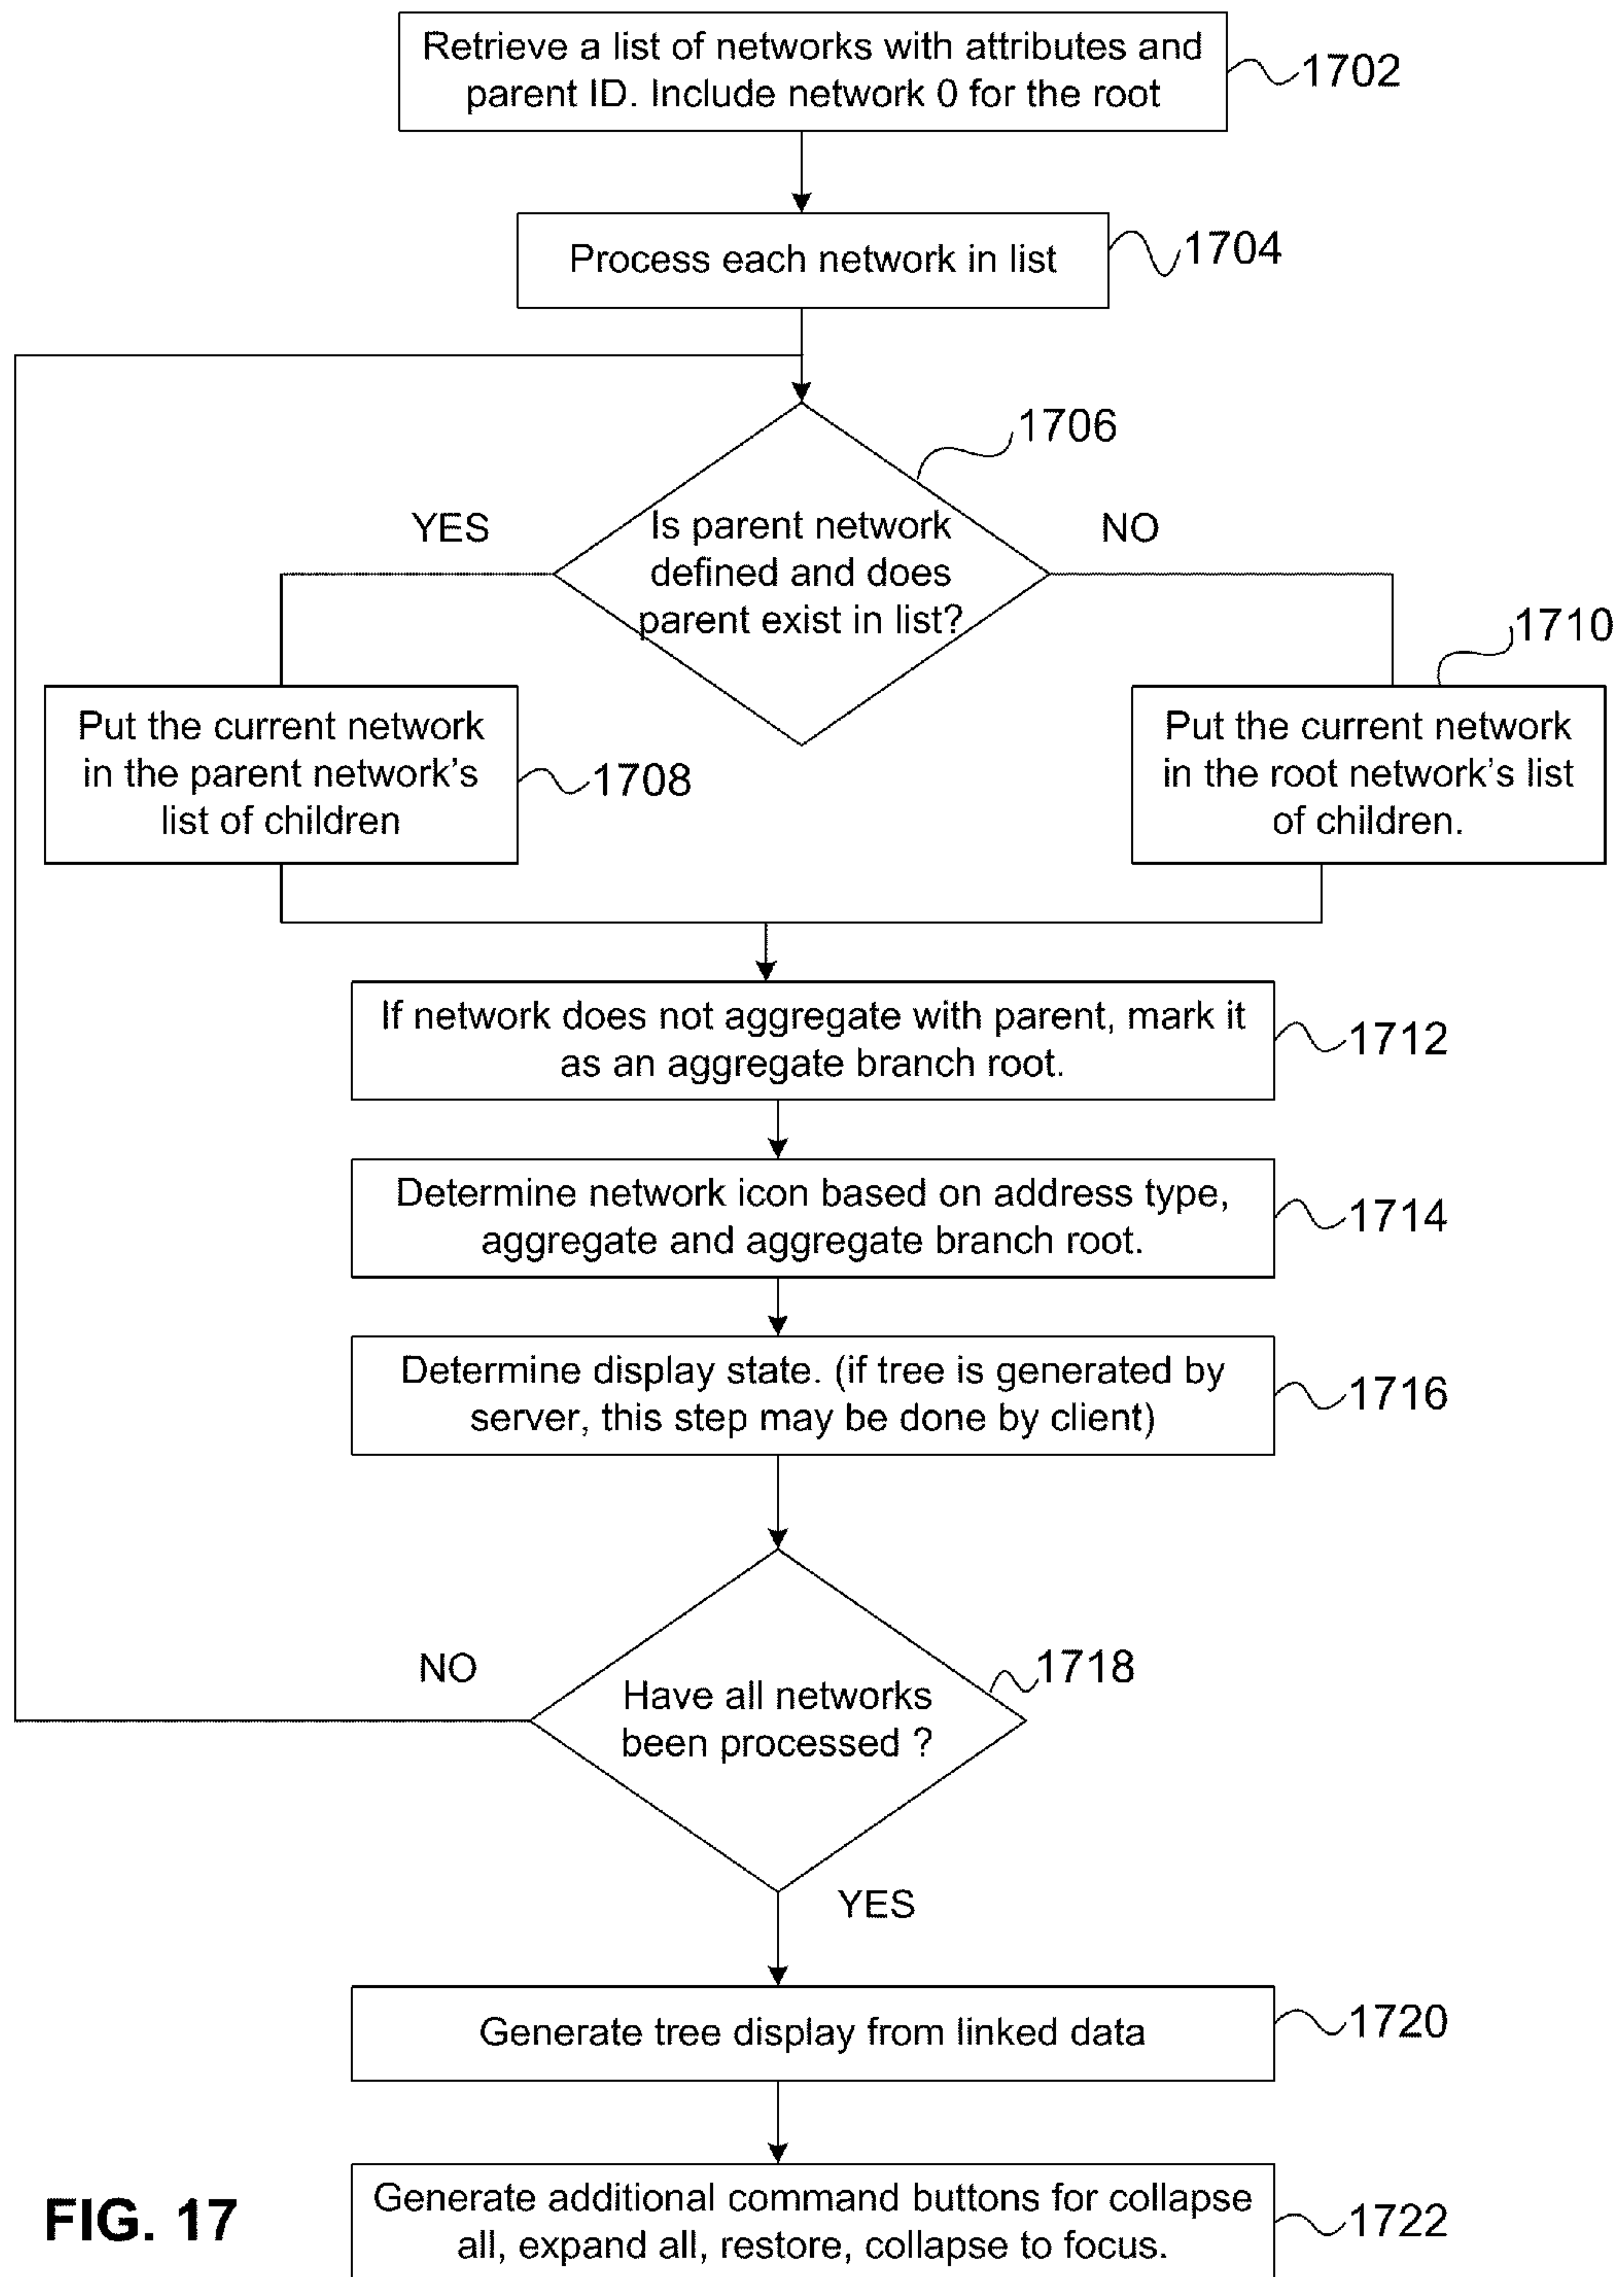 Retrieve a list of networks with attributes and
parent ID. Include network 0 for the root
1702
Process each network in list
1704
1706
YES
Is parent network
defined and does
parent exist in list?
NO
1710
Put the current network
in the parent network's
list of children
1708
Put the current network
in the root network's list
of children.
If network does not aggregate with parent, mark it
as an aggregate branch root.
1712
Determine network icon based on address type,
aggregate and aggregate branch root.
1714
Determine display state. (if tree is generated by
server, this step may be done by client)
1716
NO
Have all networks
been processed ?
1718
YES
Generate tree display from linked data
1720
Generate additional command buttons for collapse
all, expand all, restore, collapse to focus.
1722
FIG. 17